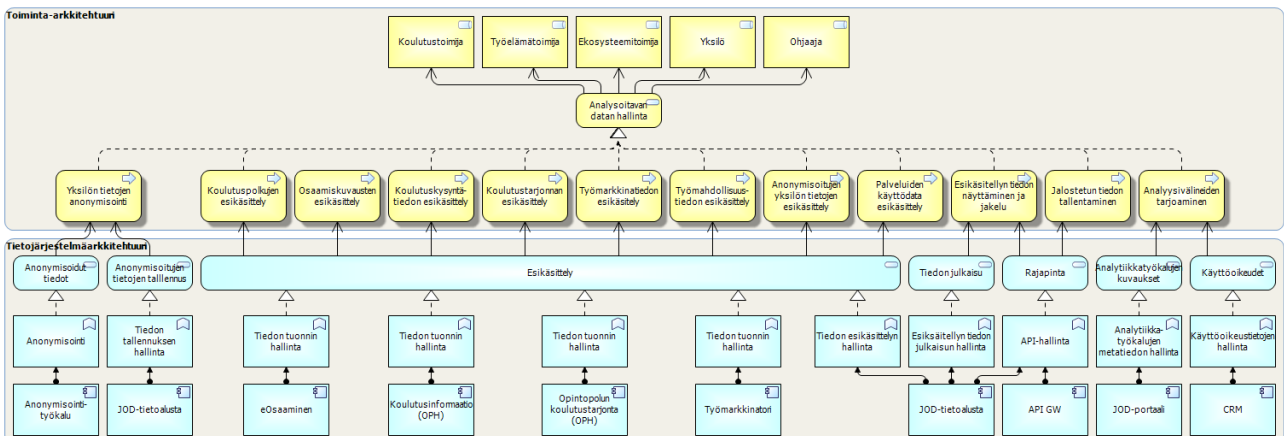 Toiminta-arkkitehtuuri
Koulutustoimija
Työelämätoimija
Ekosysteemitoimija
Yksilö
Ohjaaja
Analysoitavan
datan hallinta
Yksilön tietojen
anonymisointi
Koulutuspolkujen
esikäsittely
Osaamiskuvausten
esikäsittely
Koulutuskysyntä-
tiedon esikäsittely
Koulutustarjonnan
esikäsittely
Työmarkkinatiedon
esikäsittely
Työmahdollisuus-
tiedon esikäsittely
Anonymisoitujen
yksilön tietojen
esikäsittely
Palveluiden
käyttödata
esikäsittely
Esikäsitellyn tiedon
näyttäminen ja
jakelu
Jalostetun tiedon
tallentaminen
Analyysivälineiden
tarjoaminen
Tietojärjestelmäarkkitehtuuri
Anonymisoidut
tiedot
Anonymisoitujen
tietojen talllennus
Esikäsittely
Tiedon julkaisu
Rajapinta
Analytiikkatyökalujen
kuvaukset
Käyttöoikeudet
Anonymisointi
Tiedon
tallennuksen
hallinta
Tiedon tuonnin
hallinta
Tiedon tuonnin
hallinta
Tiedon tuonnin
hallinta
Tiedon tuonnin
hallinta
Tiedon esikäsittelyn
hallinta
Esiksäitellyn tiedon
julkaisun hallinta
API-hallinta
Analytiikka-
työkalujen
metatiedon hallinta
Käyttöoikeustietojen
hallinta
Anonymisointi-
työkalu
JOD-tietoalusta
eOsaaminen
Koulutusinformaatio
(OPH)
Opintopolun
koulutustarjonta
(OPH)
Työmarkkinatori
JOD-tietoalusta
API GW
JOD-portaali
CRM